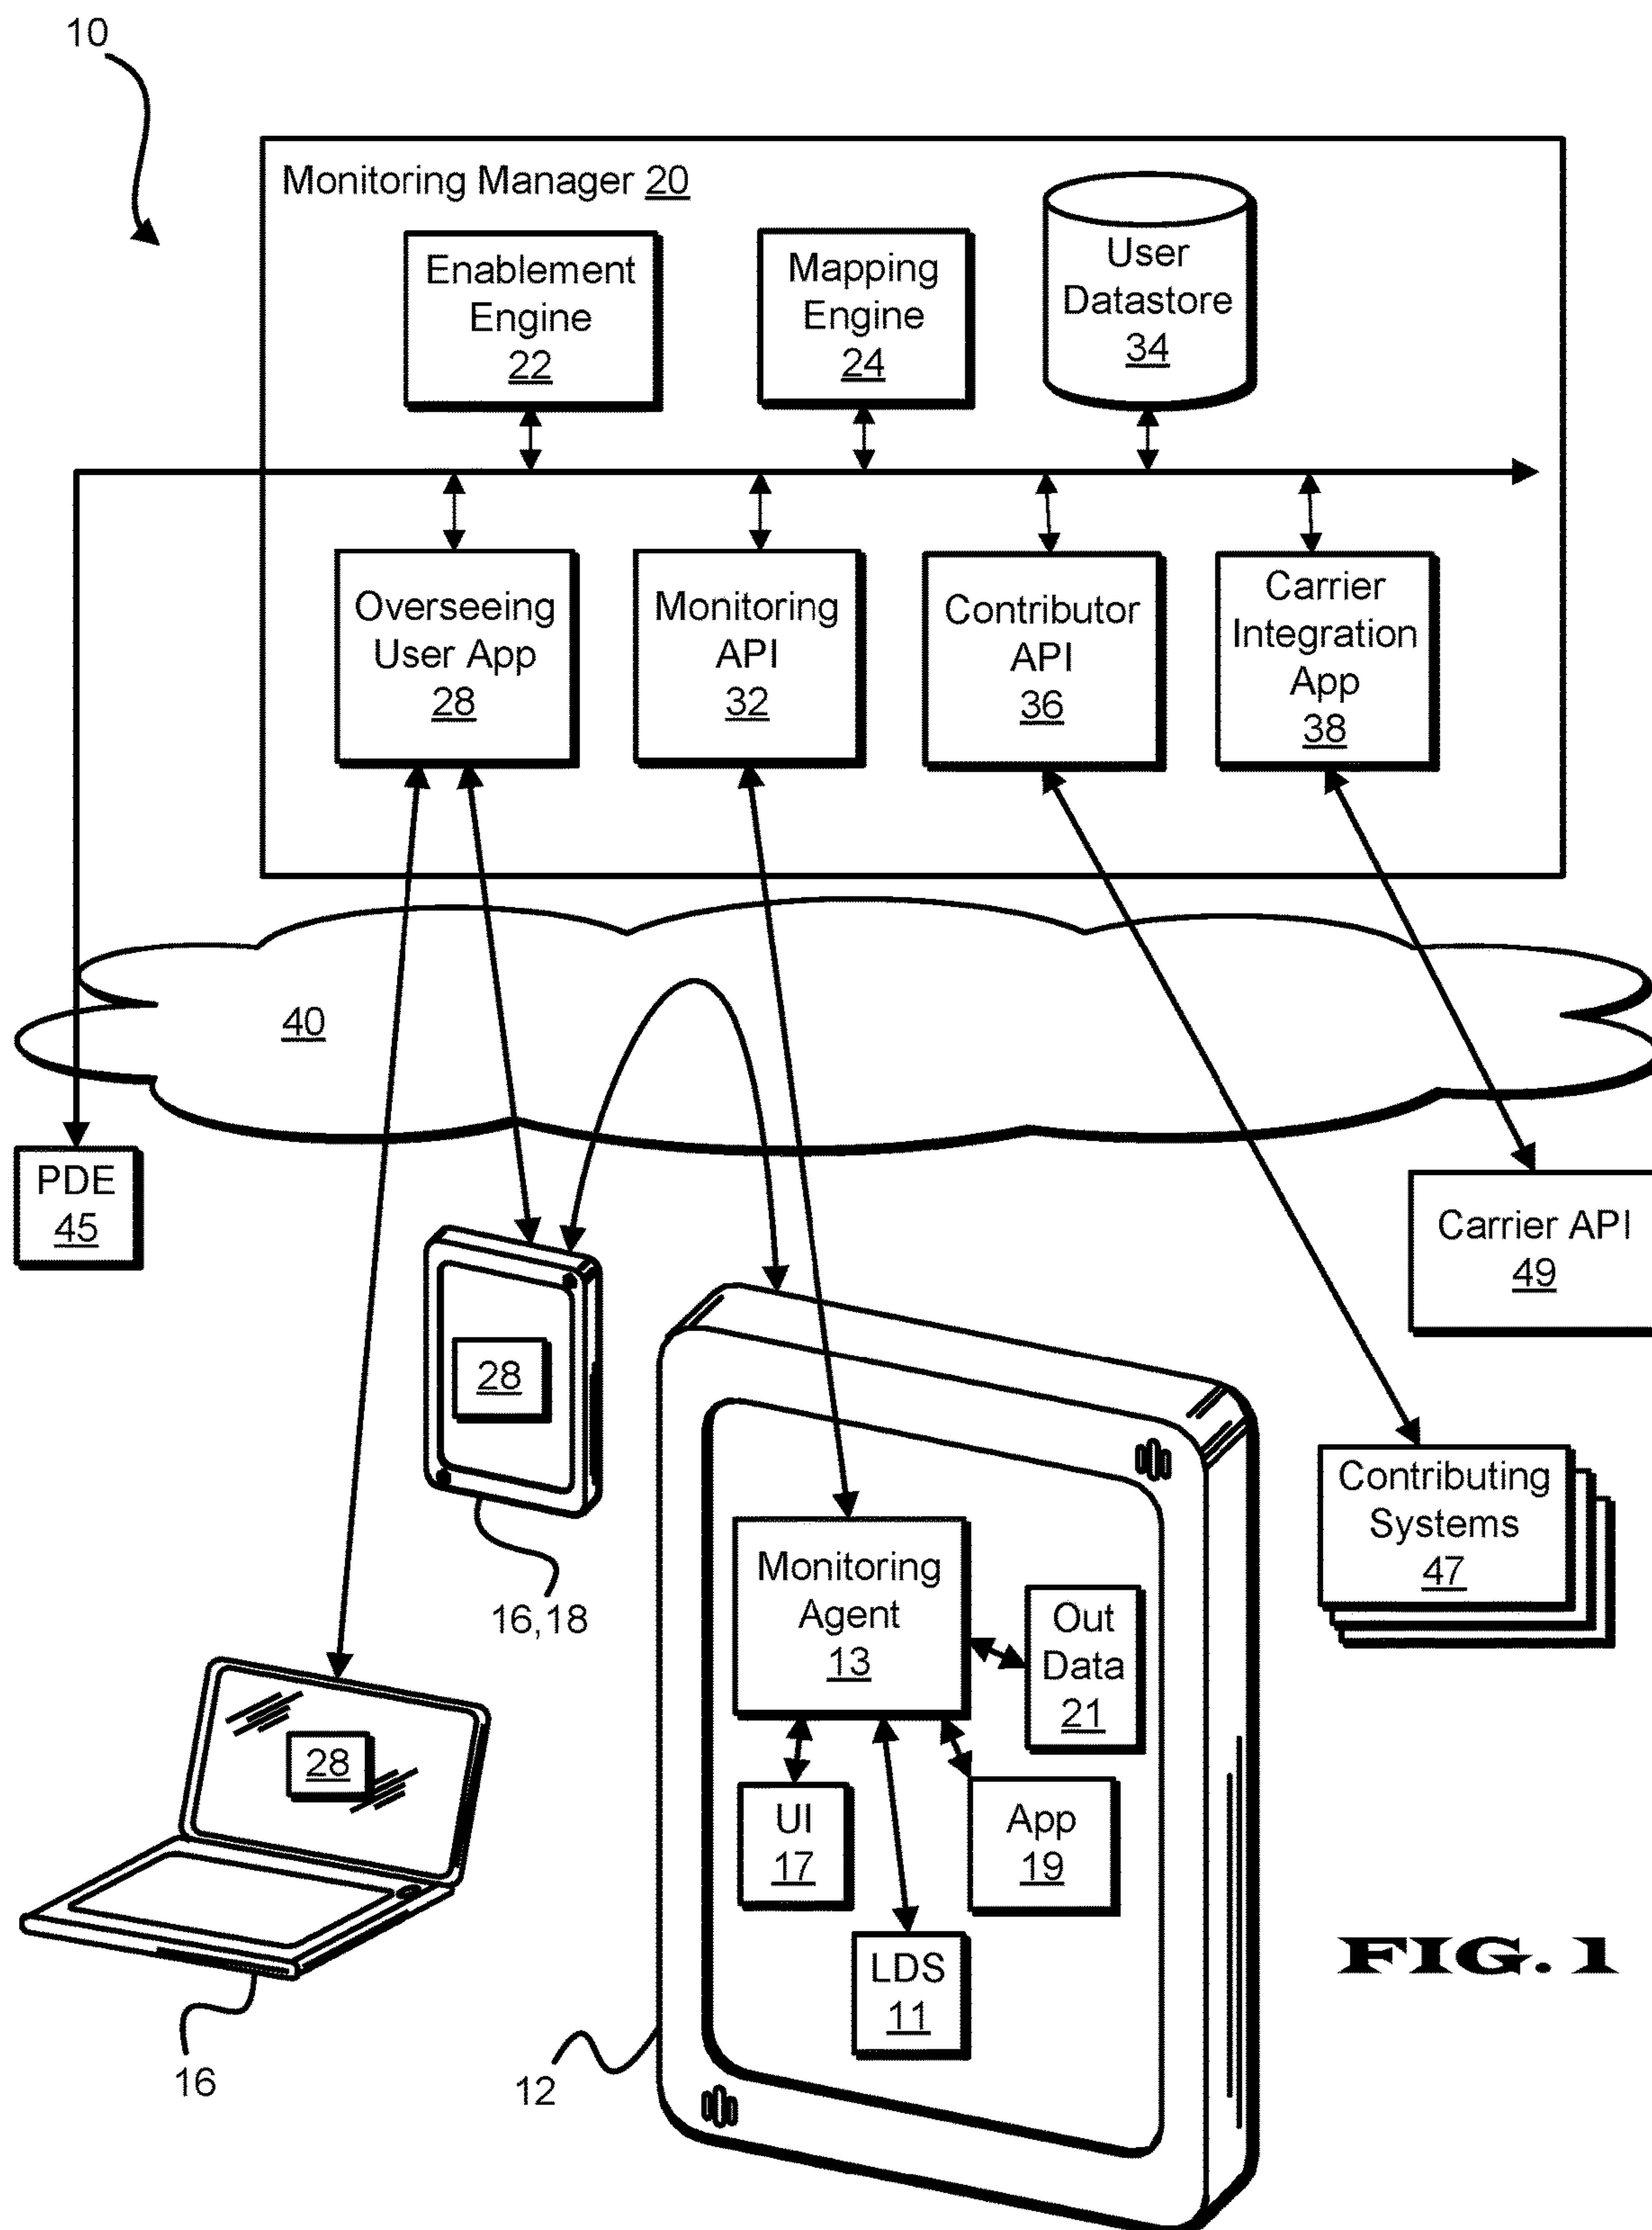 10
Monitoring Manager 20
Enablement
Engine
22
Mapping
Engine
24
User
Datastore
34
Overseeing
User App
28
Monitoring
API
32
Contributor
API
36
Carrier
Integration
App
38
40
PDE
45
Carrier API
49
28
16,18
Contributing
Systems
47
Monitoring
Agent
13
Out
Data
21
UI
17
App
19
LDS
11
28
16
12
FIG. 1